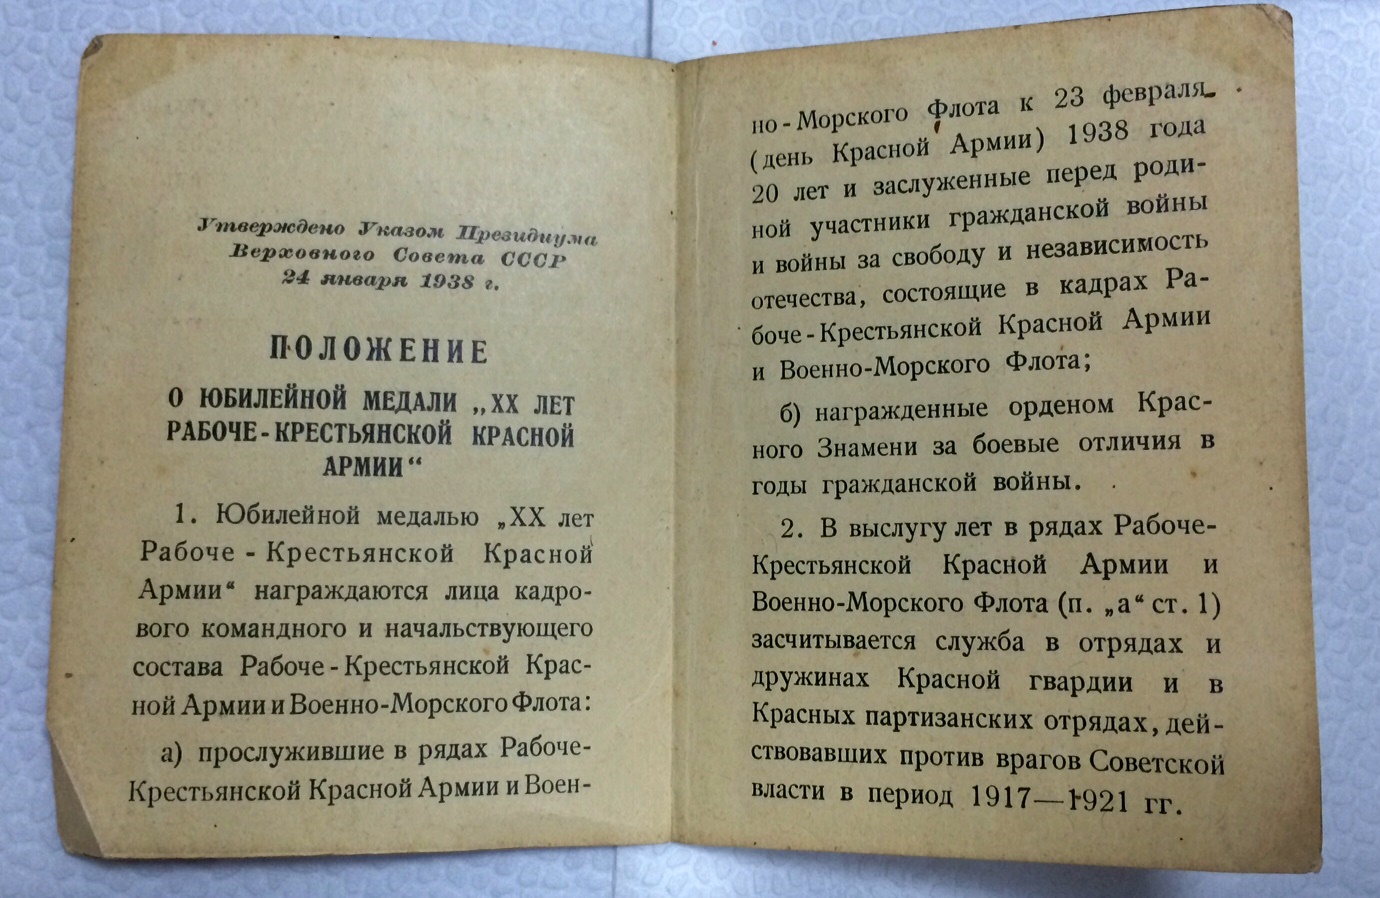 Утверждено Указом Президиума
Верховного Совета СССР
24 января 1938 г.
ПОЛОЖЕНИЕ
О ЮБИЛЕЙНОЙ МЕДАЛИ „XX ЛЕТ
РАБОЧЕ-КРЕСТЬЯНСКОЙ КРАСНОЙ
АРМИИ“
1. Юбилейной медалью „XX лет
Рабоче - Крестьянской Красной
Армии“ награждаются лица кадро-
вого командного и начальствующего
состава Рабоче - Крестьянской Крас-
ной Армии и Военно-Морского Флота:
а) прослужившие в рядах Рабоче-
Крестьянской Красной Армии и Воен-
но - Морского Флота к 23 февраля
(день Красной Армии) 1938 года
20 лет и заслуженные перед роди-
ной участники гражданской войны
и войны за свободу и независимость
отечества, состоящие в кадрах Ра-
боче - Крестьянской Красной Армии
и Военно-Морского Флота;
б) награжденные орденом Крас-
ного Знамени за боевые отличия в
годы гражданской войны.
2. В выслугу лет в рядах Рабоче-
Крестьянской Красной Армии и
Военно-Морского Флота (п. „а“ ст. 1)
засчитывается служба в отрядах и
дружинах Красной гвардии и в
Красных партизанских отрядах, дей-
ствовавших против врагов Советской
власти в период 1917—1921 гг.